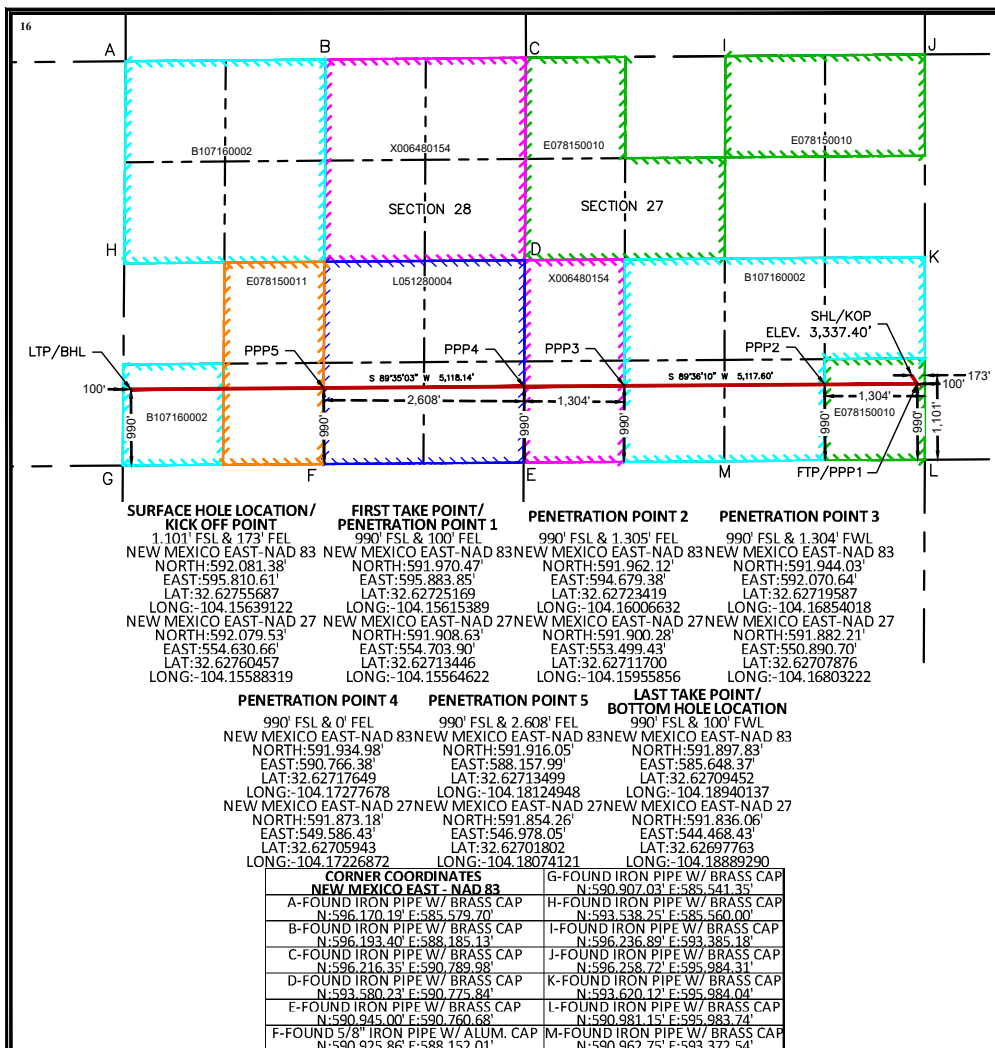 16
A
B
C
I
J
B107160002
X006480154
E078150010
E078150010
SECTION 28
SECTION 27
H
D
K
E078150011
L051280004
X006480154
B107160002
SHL/KOP
ELEV. 3,337.40'
LTP/BHL
PPP5
PPP4
PPP3
PPP2
S 89°35'03" W 5,118.14'
S 89°36'10" W 5,117.60'
173'
100'
100'
2,608'
1,304'
1,304'
B107160002
E078150010
990'
990'
990'
990'
990'
990'
1,101'
G
F
E
M
FTP/PPP1
L
SURFACE HOLE LOCATION/
KICK OFF POINT
1.101' FSL & 173' FEL
NEW MEXICO EAST-NAD 83
NORTH:592.081.38'
EAST:595.810.61'
LAT:32.62755687
LONG:-104.15639122
NEW MEXICO EAST-NAD 27
NORTH:592.079.53'
EAST:554.630.66'
LAT:32.62760457
LONG:-104.15588319
FIRST TAKE POINT/
PENETRATION POINT 1
990' FSL & 100' FEL
NEW MEXICO EAST-NAD 83
NORTH:591.970.47'
EAST:595.883.85'
LAT:32.62725169
LONG:-104.15615389
NEW MEXICO EAST-NAD 27
NORTH:591.908.63'
EAST:554.703.90'
LAT:32.62713446
LONG:-104.15564622
PENETRATION POINT 2
990' FSL & 1.305' FEL
NEW MEXICO EAST-NAD 83
NORTH:591.962.12'
EAST:594.679.38'
LAT:32.62723419
LONG:-104.16006632
NEW MEXICO EAST-NAD 27
NORTH:591.900.28'
EAST:553.499.43'
LAT:32.62711700
LONG:-104.15955856
PENETRATION POINT 3
990' FSL & 1.304' FWL
NEW MEXICO EAST-NAD 83
NORTH:591.944.03'
EAST:592.070.64'
LAT:32.62719587
LONG:-104.16854018
NEW MEXICO EAST-NAD 27
NORTH:591.882.21'
EAST:550.890.70'
LAT:32.62707876
LONG:-104.16803222
PENETRATION POINT 4
990' FSL & 0' FEL
NEW MEXICO EAST-NAD 83
NORTH:591.934.98'
EAST:590.766.38'
LAT:32.62717649
LONG:-104.17277678
NEW MEXICO EAST-NAD 27
NORTH:591.873.18'
EAST:549.586.43'
LAT:32.62705943
LONG:-104.17226872
PENETRATION POINT 5
990' FSL & 2.608' FEL
NEW MEXICO EAST-NAD 83
NORTH:591.916.05'
EAST:588.157.99'
LAT:32.62713499
LONG:-104.18124948
NEW MEXICO EAST-NAD 27
NORTH:591.854.26'
EAST:546.978.05'
LAT:32.62701802
LONG:-104.18074121
LAST TAKE POINT/
BOTTOM HOLE LOCATION
990' FSL & 100' FWL
NEW MEXICO EAST-NAD 83
NORTH:591.897.83'
EAST:585.648.37'
LAT:32.62709452
LONG:-104.18940137
NEW MEXICO EAST-NAD 27
NORTH:591.836.06'
EAST:544.468.43'
LAT:32.62697763
LONG:-104.18889290
CORNER COORDINATES
NEW MEXICO EAST - NAD 83
A-FOUND IRON PIPE W/ BRASS CAP
N:596.170.19' E:585.579.70'
B-FOUND IRON PIPE W/ BRASS CAP
N:596.193.40' E:588.185.13'
C-FOUND IRON PIPE W/ BRASS CAP
N:596.216.35' E:590.789.98'
D-FOUND IRON PIPE W/ BRASS CAP
N:593.580.23' E:590.775.84'
E-FOUND IRON PIPE W/ BRASS CAP
N:590.945.00' E:590.760.68'
F-FOUND 5/8" IRON PIPE W/ ALUM. CAP
N:590.925.86' E:588.152.01'
G-FOUND IRON PIPE W/ BRASS CAP
N:590.907.03' E:585.541.35'
H-FOUND IRON PIPE W/ BRASS CAP
N:593.538.25' E:585.560.00'
I-FOUND IRON PIPE W/ BRASS CAP
N:596.236.89' E:593.385.18'
J-FOUND IRON PIPE W/ BRASS CAP
N:596.258.72' E:595.984.31'
K-FOUND IRON PIPE W/ BRASS CAP
N:593.620.12' E:595.984.04'
L-FOUND IRON PIPE W/ BRASS CAP
N:590.981.15' E:595.983.74'
M-FOUND IRON PIPE W/ BRASS CAP
N:590.962.75' E:593.372.54'